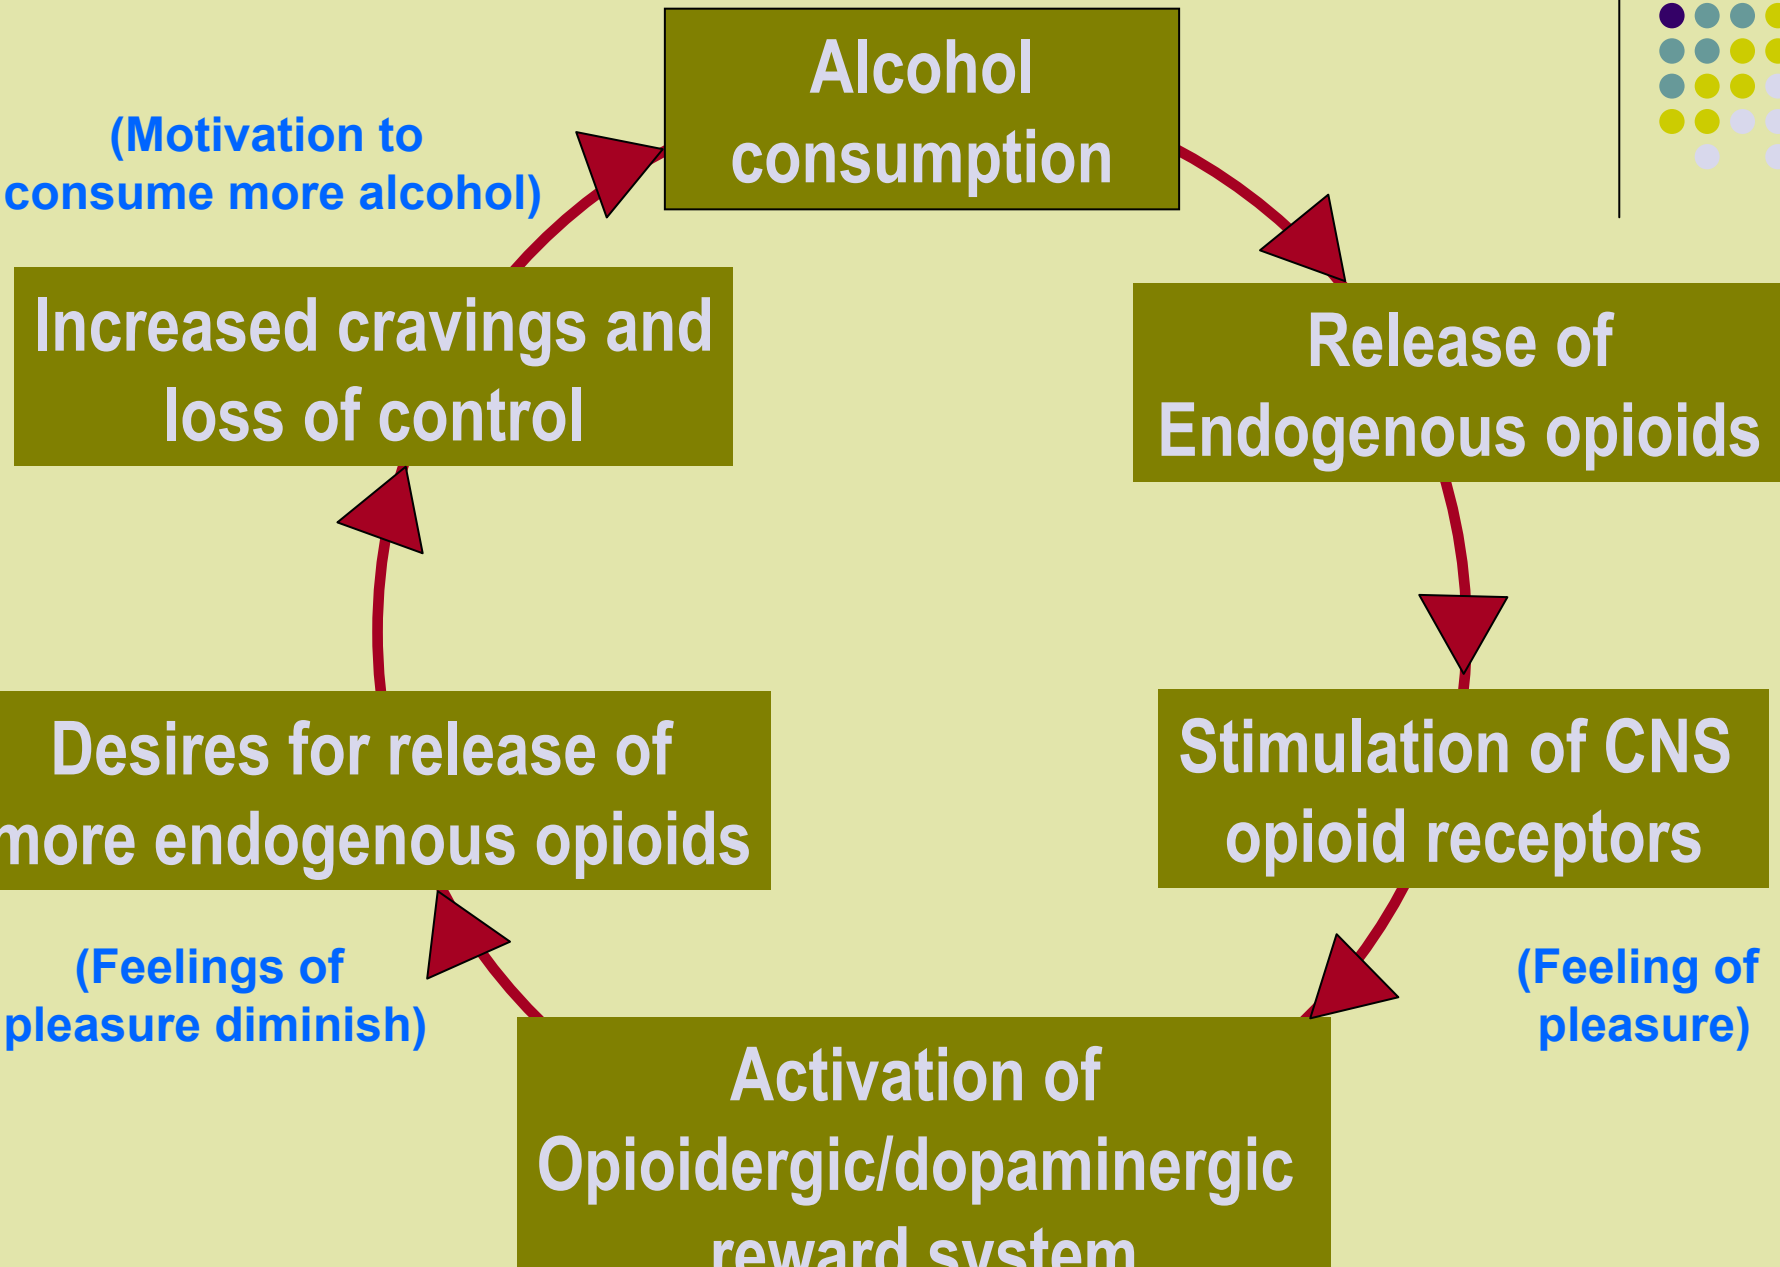 Alcohol
consumption
(Motivation to
consume more alcohol)
Release of
Endogenous opioids
Increased cravings and
loss of control
Stimulation of CNS
opioid receptors
Desires for release of
more endogenous opioids
(Feeling of
pleasure)
(Feelings of
pleasure diminish)
Activation of
Opioidergic/dopaminergic
reward system